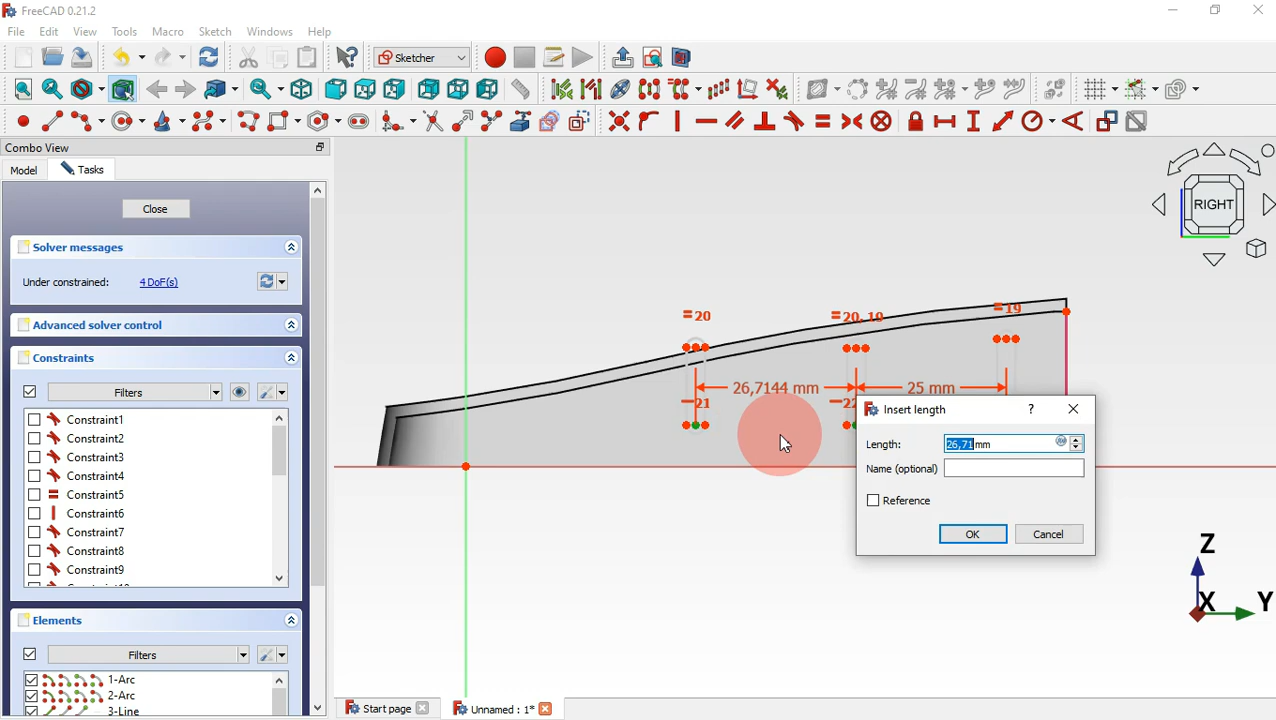 FreeCAD 0.21.2
File Edit View Tools Macro Sketch Windows Help
Sketcher
Combo View
Model Tasks
Close
Solver messages
Under constrained: 4 DoF(s)
Advanced solver control
Constraints
Filters
Constraint1
Constraint2
Constraint3
Constraint4
Constraint5
Constraint6
Constraint7
Constraint8
Constraint9
Elements
Filters
1-Arc
2-Arc
3-Line
RIGHT
=20
=20, 19
=19
26,7144 mm
25 mm
21
Insert length
Length: 26,71 mm
Name (optional)
Reference
OK Cancel
Z
X
Y
Start page
Unnamed : 1*